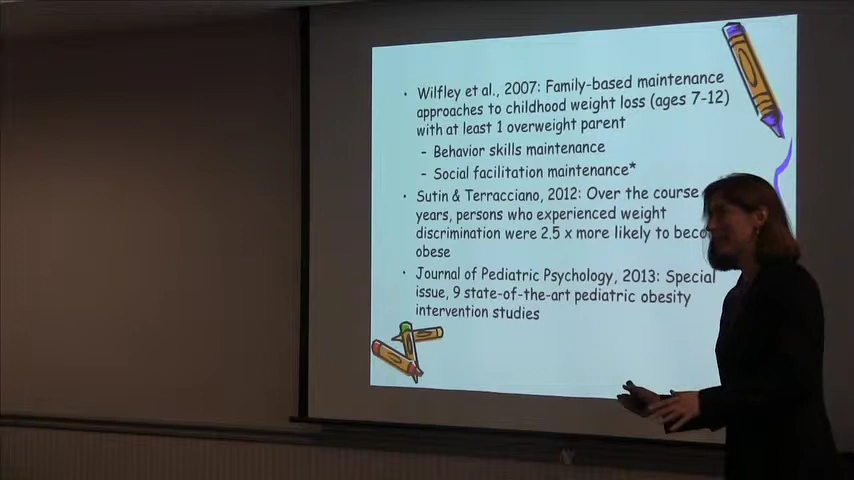 · Wilfley et al., 2007: Family-based maintenance
approaches to childhood weight loss (ages 7-12)
with at least 1 overweight parent
- Behavior skills maintenance
- Social facilitation maintenance*
· Sutin & Terracciano, 2012: Over the course
years, persons who experienced weight
discrimination were 2.5 x more likely to
obese
· Journal of Pediatric Psychology, 2013: Special
issue, 9 state-of-the-art pediatric obesity
intervention studies